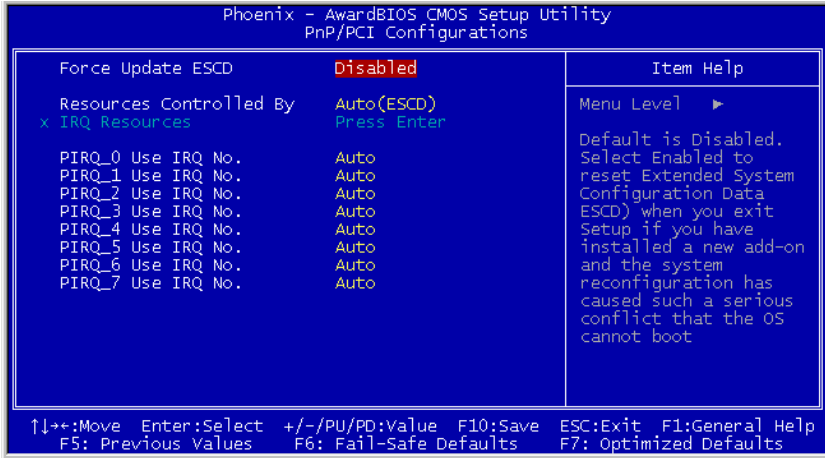 Phoenix - AwardBIOS CMOS Setup Utility
PnP/PCI Configurations
Force Update ESCD Disabled
Resources Controlled By Auto(ESCD)
x IRQ Resources Press Enter
PIRQ_0 Use IRQ No. Auto
PIRQ_1 Use IRQ No. Auto
PIRQ_2 Use IRQ No. Auto
PIRQ_3 Use IRQ No. Auto
PIRQ_4 Use IRQ No. Auto
PIRQ_5 Use IRQ No. Auto
PIRQ_6 Use IRQ No. Auto
PIRQ_7 Use IRQ No. Auto
Item Help
Menu Level ►
Default is Disabled.
Select Enabled to
reset Extended System
Configuration Data
ESCD) when you exit
Setup if you have
installed a new add-on
and the system
reconfiguration has
caused such a serious
conflict that the OS
cannot boot
↑↓→←:Move Enter:Select +/-/PU/PD:Value F10:Save ESC:Exit F1:General Help
F5: Previous Values F6: Fail-Safe Defaults F7: Optimized Defaults